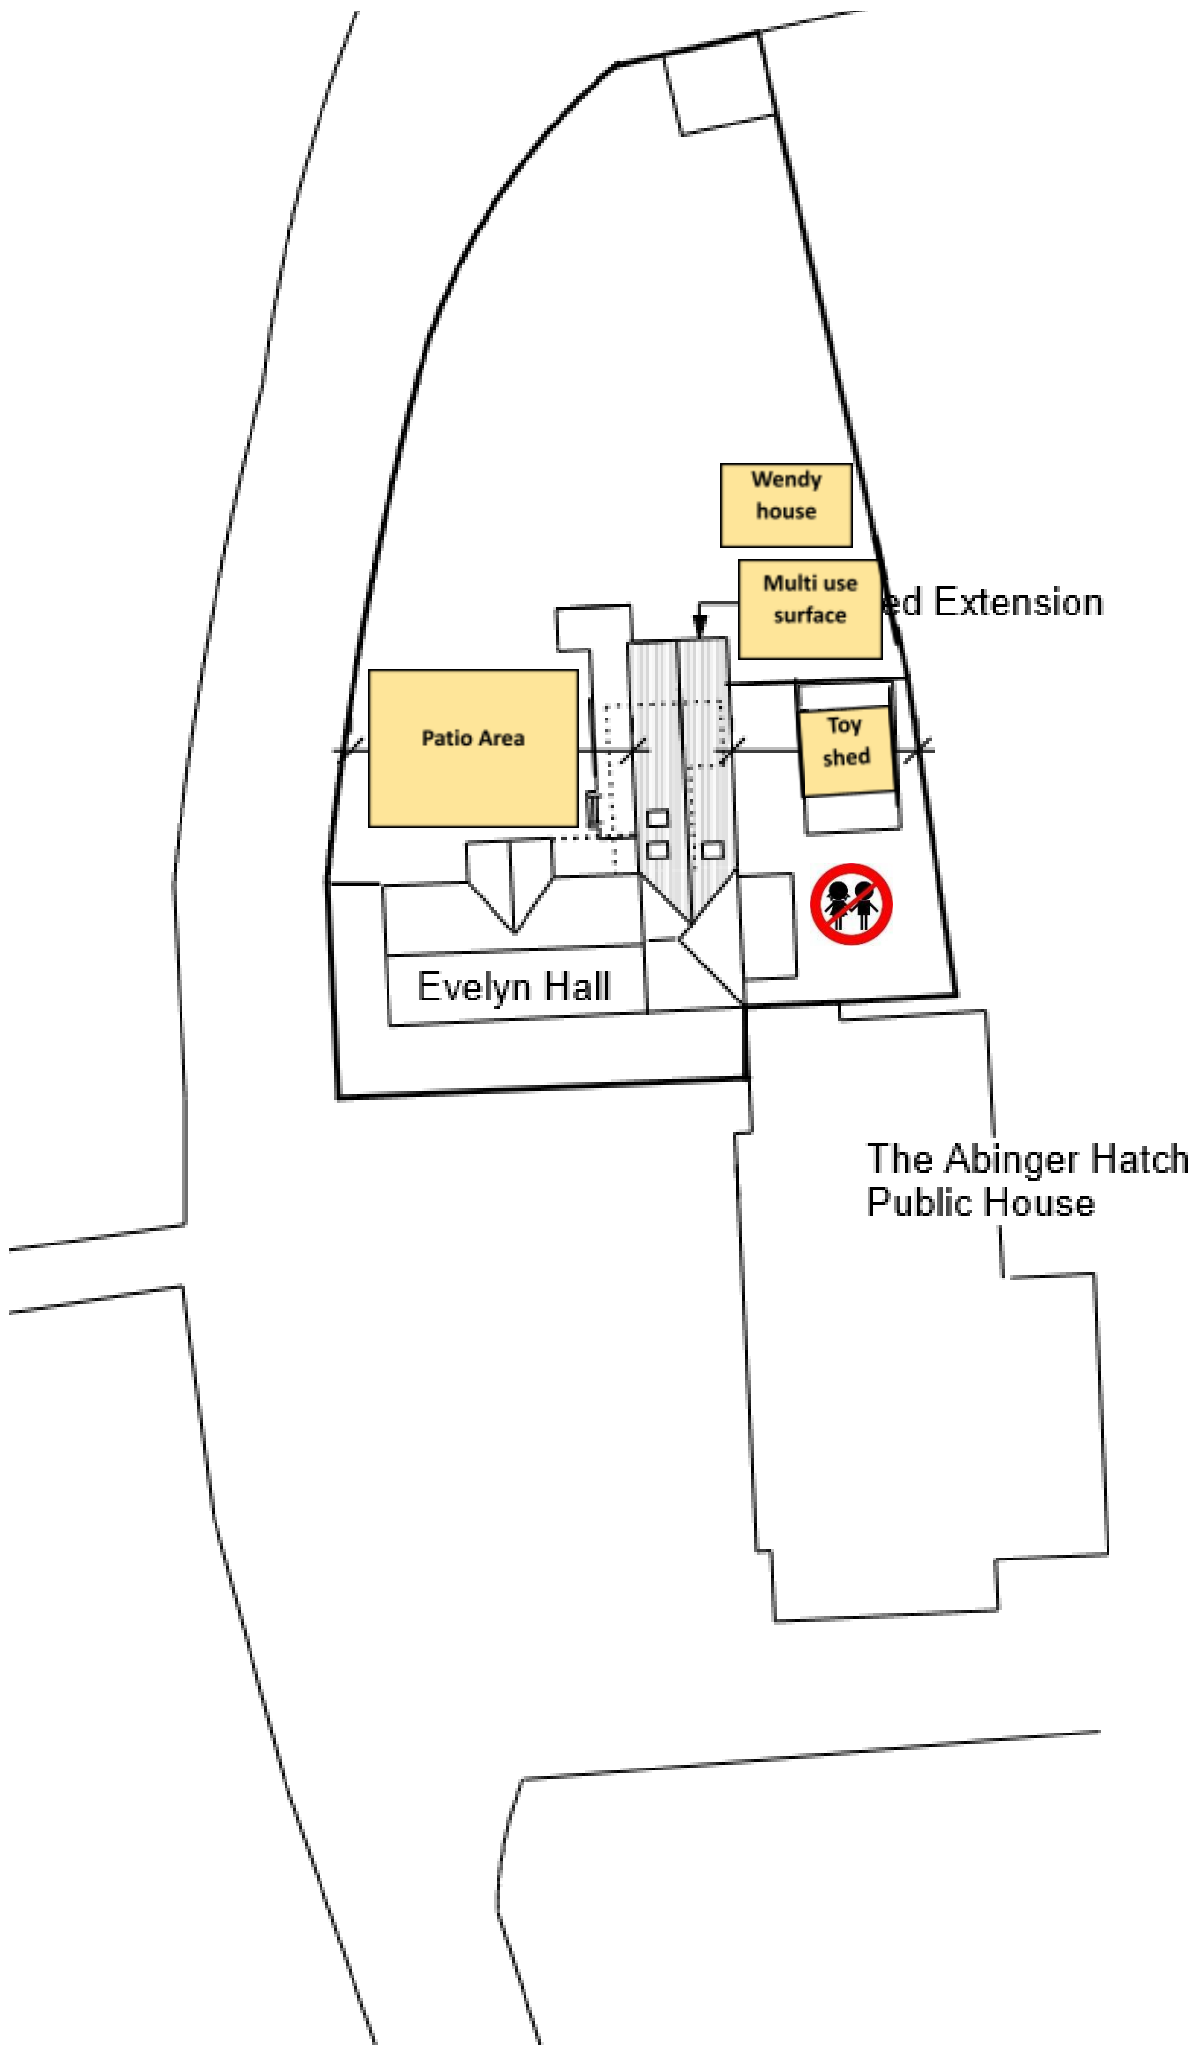 Wendy
house
Multi use
surface
ed Extension
Patio Area
Toy
shed
Evelyn Hall
The Abinger Hatch
Public House